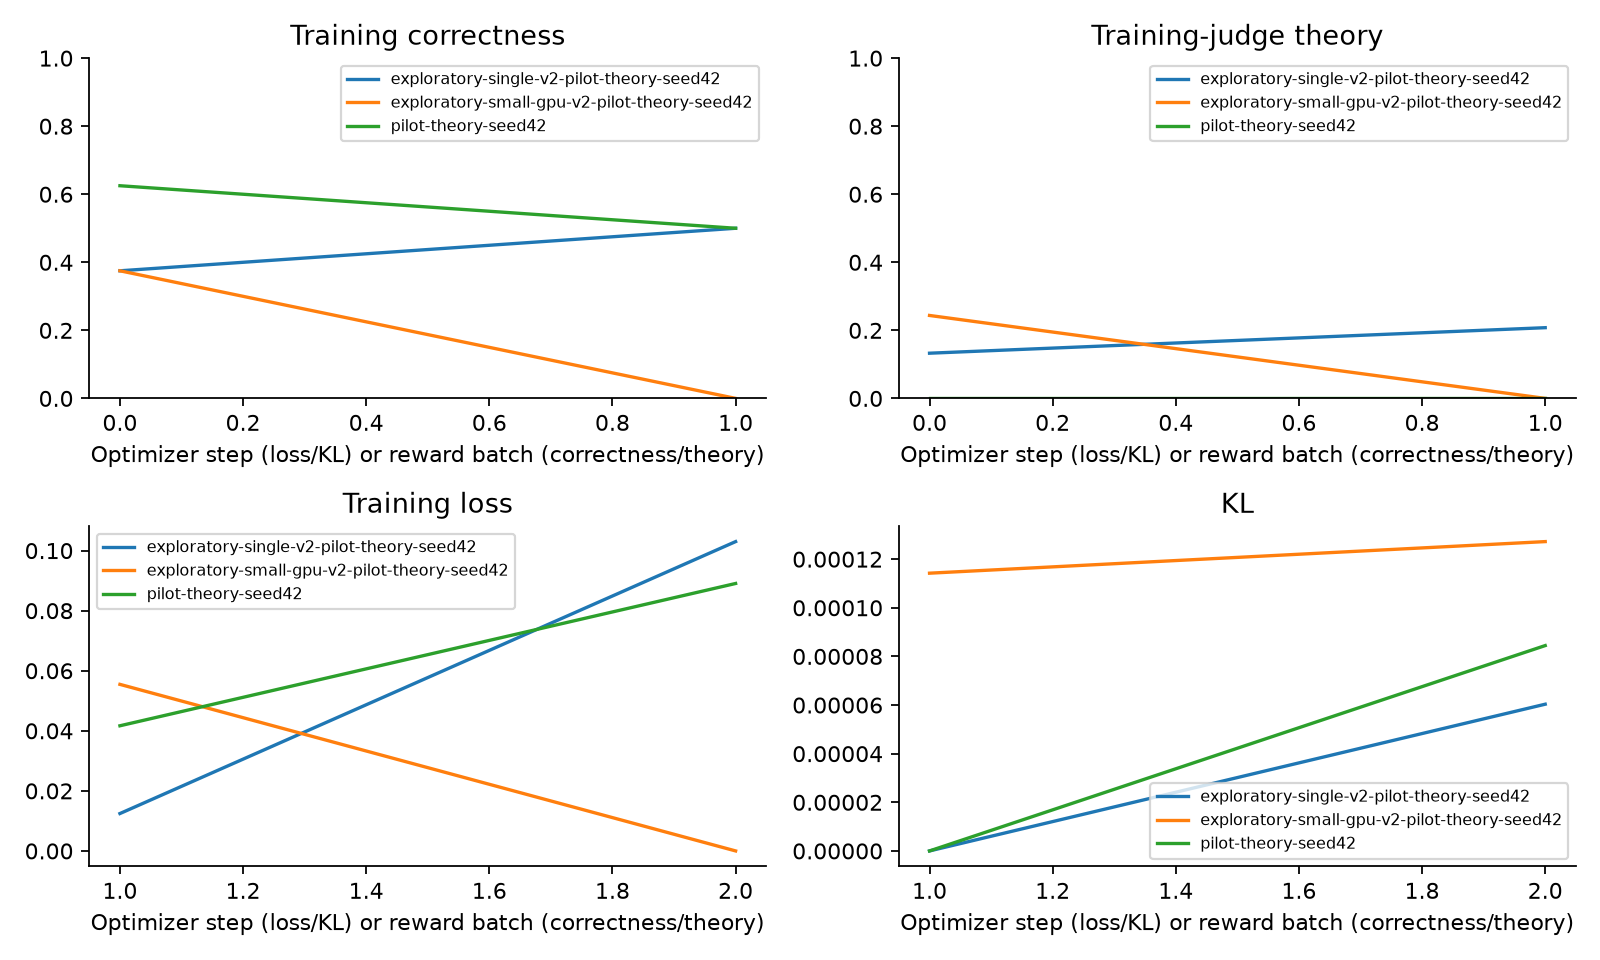 Training correctness
1.0
0.8
0.6
0.4
0.2
0.0
exploratory-single-v2-pilot-theory-seed42
exploratory-small-gpu-v2-pilot-theory-seed42
pilot-theory-seed42
0.0 0.2 0.4 0.6 0.8 1.0
Optimizer step (loss/KL) or reward batch (correctness/theory)
Training-judge theory
1.0
0.8
0.6
0.4
0.2
0.0
exploratory-single-v2-pilot-theory-seed42
exploratory-small-gpu-v2-pilot-theory-seed42
pilot-theory-seed42
0.0 0.2 0.4 0.6 0.8 1.0
Optimizer step (loss/KL) or reward batch (correctness/theory)
Training loss
0.10
0.08
0.06
0.04
0.02
0.00
exploratory-single-v2-pilot-theory-seed42
exploratory-small-gpu-v2-pilot-theory-seed42
pilot-theory-seed42
1.0 1.2 1.4 1.6 1.8 2.0
Optimizer step (loss/KL) or reward batch (correctness/theory)
KL
0.00012
0.00010
0.00008
0.00006
0.00004
0.00002
0.00000
exploratory-single-v2-pilot-theory-seed42
exploratory-small-gpu-v2-pilot-theory-seed42
pilot-theory-seed42
1.0 1.2 1.4 1.6 1.8 2.0
Optimizer step (loss/KL) or reward batch (correctness/theory)